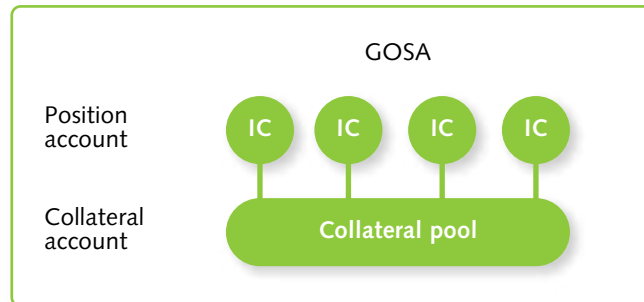 GOSA
Position
account
IC IC IC IC
Collateral
account
Collateral pool